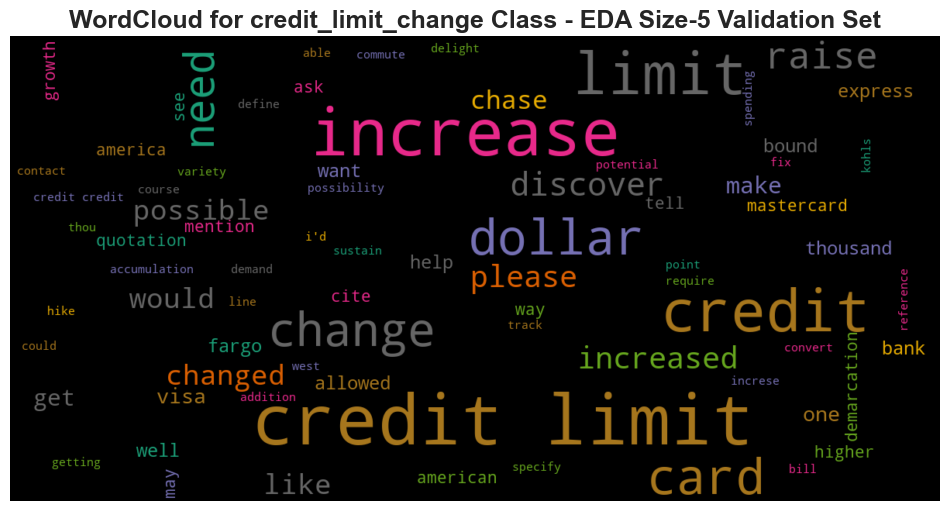 WordCloud for credit_limit_change Class - EDA Size-5 Validation Set
growth
need
able
commute
delight
limit
raise
see
define
ask
chase
spending
express
increase
america
want
potential
bound
fix
kohls
contact
variety
possibility
discover
make
credit credit
course
possible
tell
mastercard
thou
mention
quotation
i'd
sustain
dollar
thousand
accumulation
demand
help
please
point
require
reference
would
line
cite
way
track
credit
hike
change
could
fargo
increased
convert
bank
west
changed
allowed
increse
demarcation
get
visa
addition
credit limit
one
well
higher
getting
specify
bill
may
like
american
card